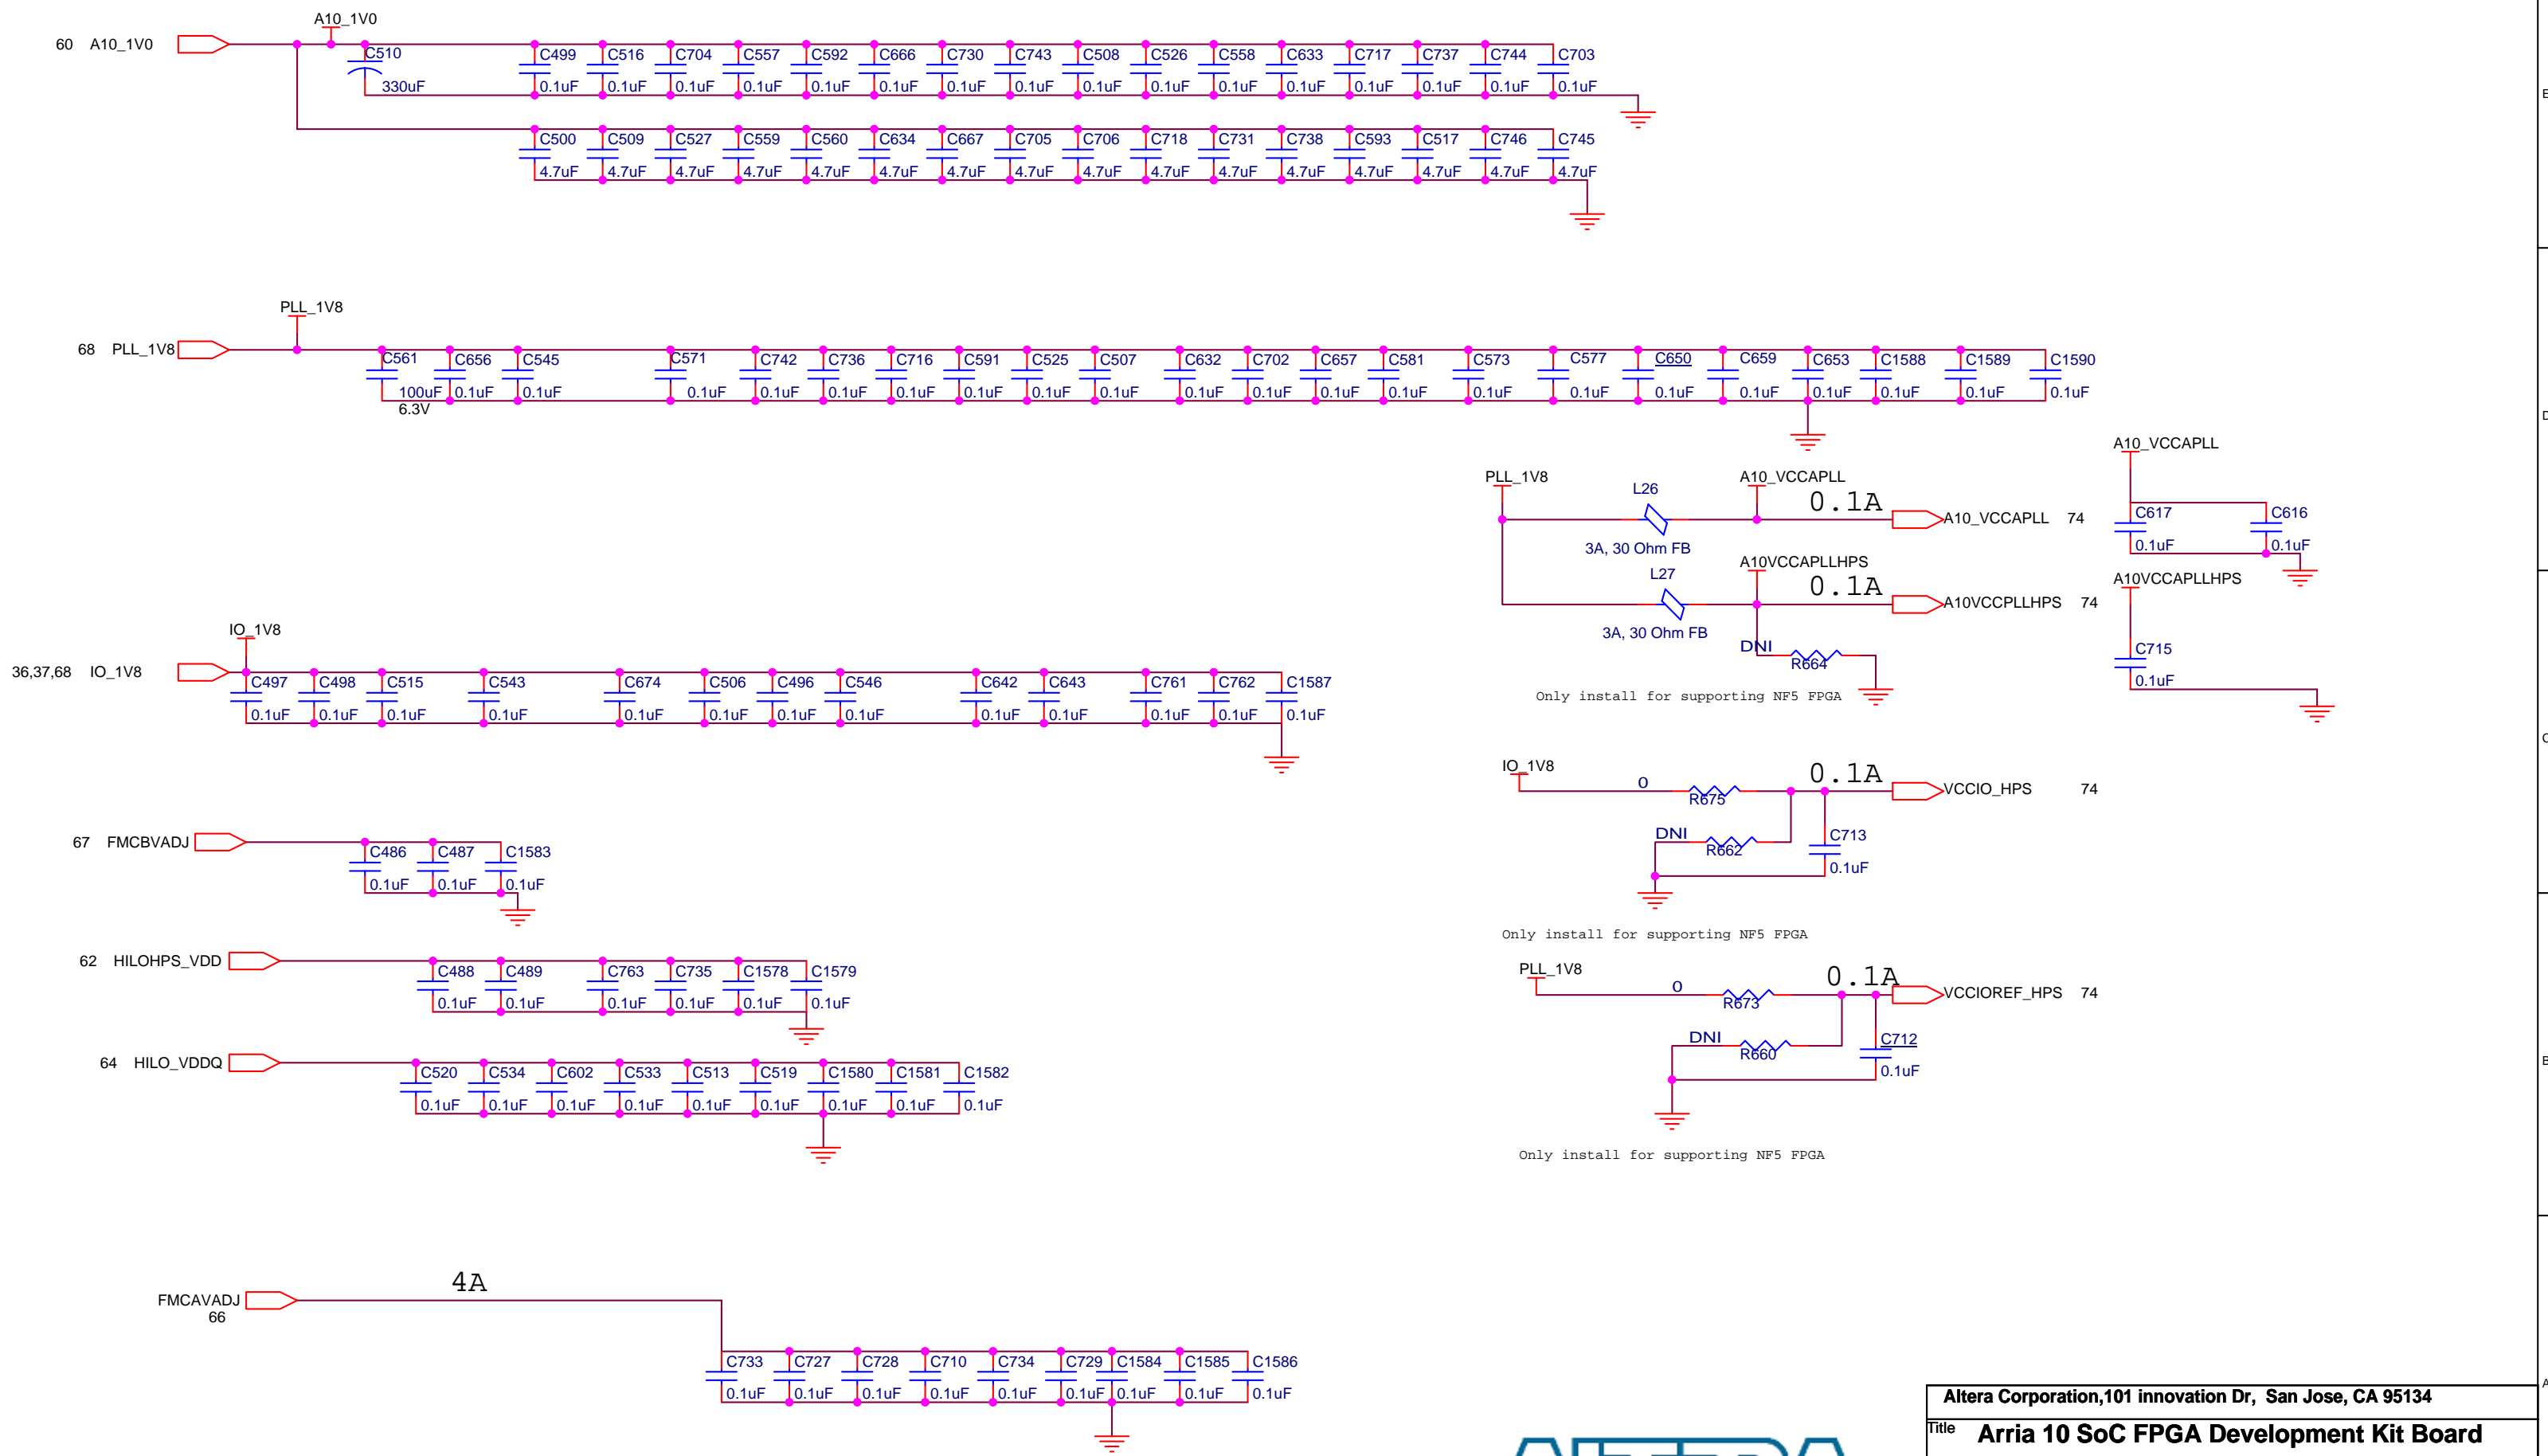 A10_1V0
60 A10_1V0
C510 C499 C516 C704 C557 C592 C666 C730 C743 C508 C526 C558 C633 C717 C737 C744 C703
330uF 0.1uF 0.1uF 0.1uF 0.1uF 0.1uF 0.1uF 0.1uF 0.1uF 0.1uF 0.1uF 0.1uF 0.1uF 0.1uF 0.1uF 0.1uF 0.1uF
E
C500 C509 C527 C559 C560 C634 C667 C705 C706 C718 C731 C738 C593 C517 C746 C745
4.7uF 4.7uF 4.7uF 4.7uF 4.7uF 4.7uF 4.7uF 4.7uF 4.7uF 4.7uF 4.7uF 4.7uF 4.7uF 4.7uF 4.7uF 4.7uF
PLL_1V8
68 PLL_1V8
C561 C656 C545 C571 C742 C736 C716 C591 C525 C507 C632 C702 C657 C581 C573 C577 C650 C659 C653 C1588 C1589 C1590
100uF 0.1uF 0.1uF 0.1uF 0.1uF 0.1uF 0.1uF 0.1uF 0.1uF 0.1uF 0.1uF 0.1uF 0.1uF 0.1uF 0.1uF 0.1uF 0.1uF 0.1uF 0.1uF 0.1uF 0.1uF 0.1uF
6.3V
D
PLL_1V8
L26
A10_VCCAPLL
0.1A
A10_VCCAPLL 74
3A, 30 Ohm FB
A10VCCAPLLHPS
L27
0.1A
A10VCCPLLHPS 74
3A, 30 Ohm FB
DNI
R664
Only install for supporting NF5 FPGA
A10_VCCAPLL
C617 C616
0.1uF 0.1uF
A10VCCAPLLHPS
C715
0.1uF
IO_1V8
36,37,68 IO_1V8
C497 C498 C515 C543 C674 C506 C496 C546 C642 C643 C761 C762 C1587
0.1uF 0.1uF 0.1uF 0.1uF 0.1uF 0.1uF 0.1uF 0.1uF 0.1uF 0.1uF 0.1uF 0.1uF 0.1uF
C
IO_1V8
0
R675
0.1A
VCCIO_HPS 74
DNI
R662
C713
0.1uF
Only install for supporting NF5 FPGA
67 FMCBVADJ
C486 C487 C1583
0.1uF 0.1uF 0.1uF
62 HILOHPS_VDD
C488 C489 C763 C735 C1578 C1579
0.1uF 0.1uF 0.1uF 0.1uF 0.1uF 0.1uF
PLL_1V8
0
R673
0.1A
VCCIOREF_HPS 74
DNI
R660
C712
0.1uF
Only install for supporting NF5 FPGA
64 HILO_VDDQ
C520 C534 C602 C533 C513 C519 C1580 C1581 C1582
0.1uF 0.1uF 0.1uF 0.1uF 0.1uF 0.1uF 0.1uF 0.1uF 0.1uF
B
4A
FMCAVADJ
66
C733 C727 C728 C710 C734 C729 C1584 C1585 C1586
0.1uF 0.1uF 0.1uF 0.1uF 0.1uF 0.1uF 0.1uF 0.1uF 0.1uF
A
ALTERA
Altera Corporation,101 innovation Dr, San Jose, CA 95134
Title Arria 10 SoC FPGA Development Kit Board